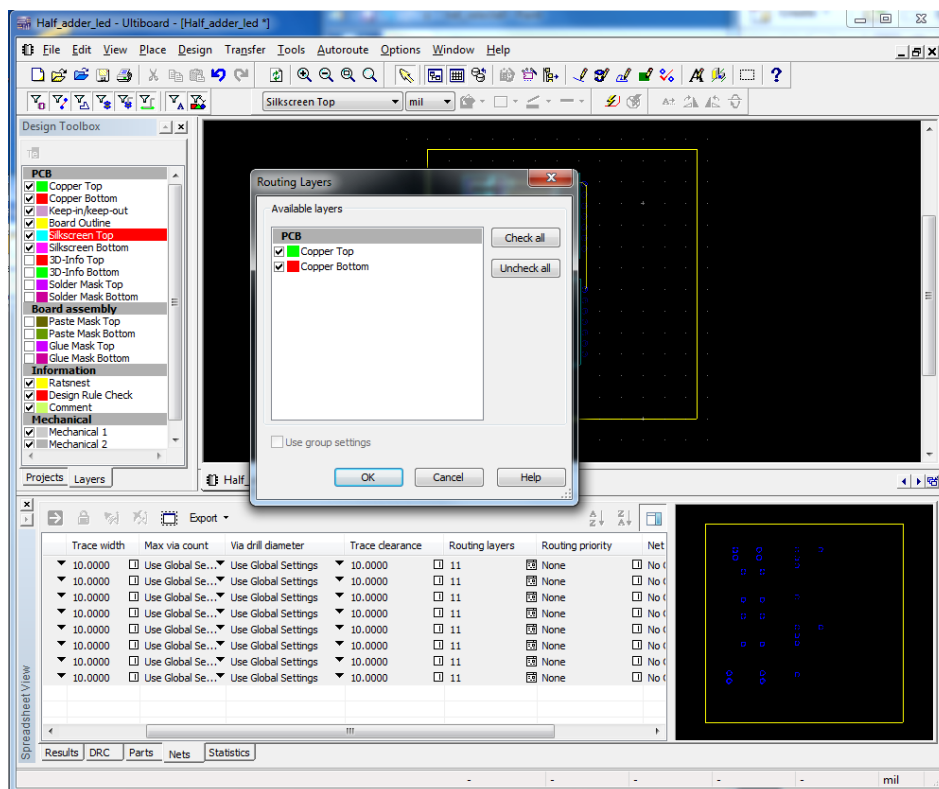 Half_adder_led - Ultiboard - [Half_adder_led *]
File Edit View Place Design Transfer Tools Autoroute Options Window Help
Silkscreen Top mil
Design Toolbox
PCB
Copper Top
Copper Bottom
Keep-in/keep-out
Board Outline
Silkscreen Top
Silkscreen Bottom
3D-Info Top
3D-Info Bottom
Solder Mask Top
Solder Mask Bottom
Board assembly
Paste Mask Top
Paste Mask Bottom
Glue Mask Top
Glue Mask Bottom
Information
Ratsnest
Design Rule Check
Comment
Mechanical
Mechanical 1
Mechanical 2
Projects Layers
Half_
Routing Layers
Available layers
PCB
Copper Top
Copper Bottom
Check all
Uncheck all
Use group settings
OK Cancel Help
Export
Trace width Max via count Via drill diameter Trace clearance Routing layers Routing priority Net
10.0000 Use Global Se... Use Global Settings 10.0000 11 None No
10.0000 Use Global Se... Use Global Settings 10.0000 11 None No
10.0000 Use Global Se... Use Global Settings 10.0000 11 None No
10.0000 Use Global Se... Use Global Settings 10.0000 11 None No
10.0000 Use Global Se... Use Global Settings 10.0000 11 None No
10.0000 Use Global Se... Use Global Settings 10.0000 11 None No
10.0000 Use Global Se... Use Global Settings 10.0000 11 None No
10.0000 Use Global Se... Use Global Settings 10.0000 11 None No
Spreadsheet View
Results DRC Parts Nets Statistics
- - - - - mil